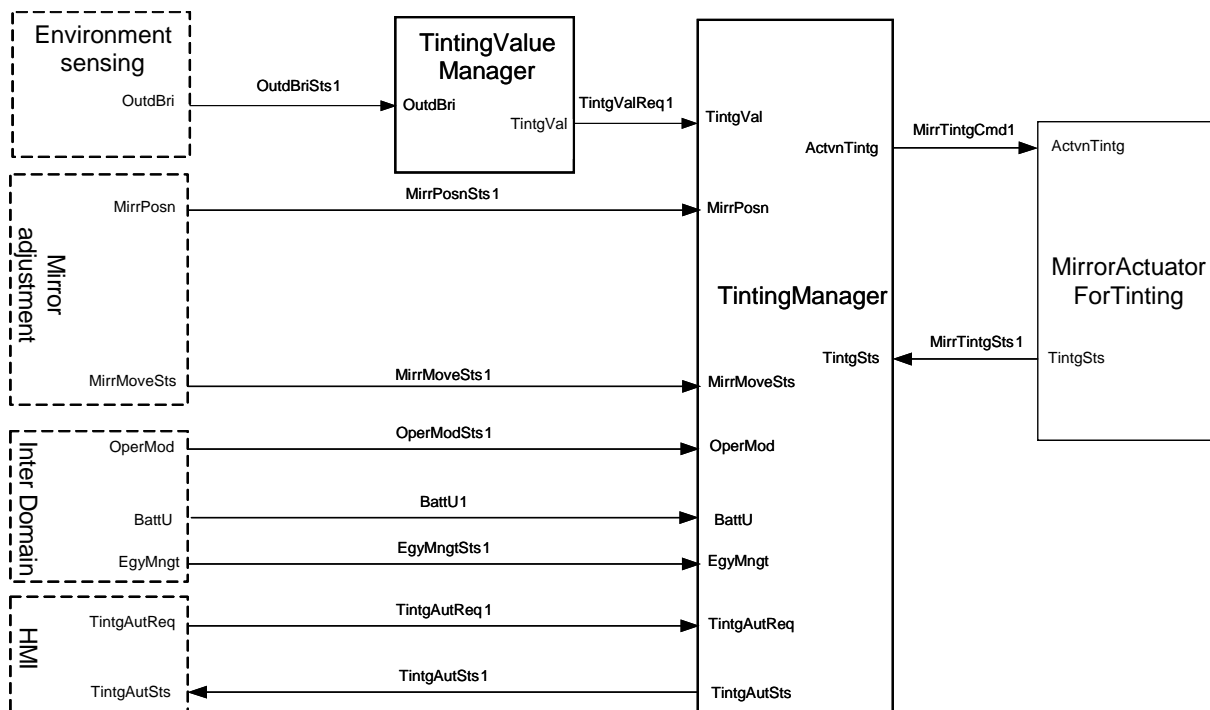 Environment
sensing
OutdBri
OutdBriSts1
TintingValue
Manager
OutdBri
TintgVal
TintgValReq1
TintgVal
ActvnTintg
MirrTintgCmd1
ActvnTintg
Mirror
adjustment
MirrPosn
MirrPosnSts1
MirrPosn
TintingManager
MirrorActuator
ForTinting
TintgSts
MirrTintgSts1
TintgSts
MirrMoveSts
MirrMoveSts1
MirrMoveSts
Inter Domain
OperMod
OperModSts1
OperMod
BattU
BattU1
BattU
EgyMngt
EgyMngtSts1
EgyMngt
HMI
TintgAutReq
TintgAutReq1
TintgAutReq
TintgAutSts
TintgAutSts1
TintgAutSts